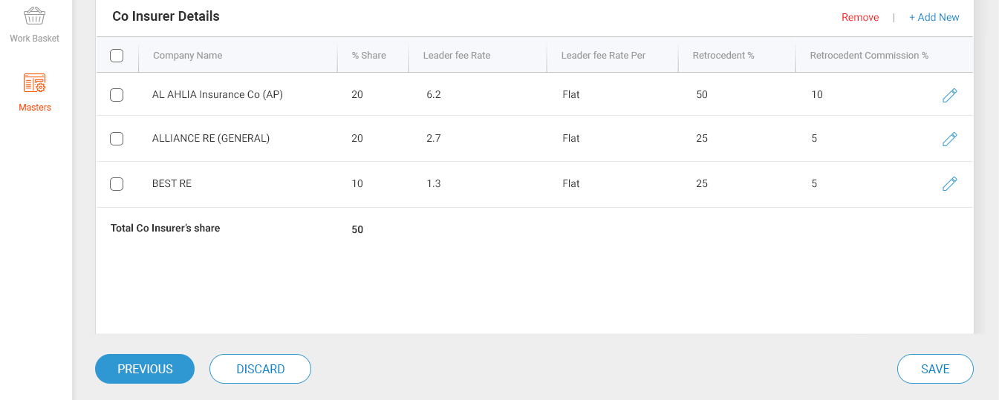 Work Basket
Masters
Co Insurer Details
Remove | + Add New
Company Name % Share Leader fee Rate Leader fee Rate Per Retrocedent % Retrocedent Commission %
AL AHLIA Insurance Co (AP) 20 6.2 Flat 50 10
ALLIANCE RE (GENERAL) 20 2.7 Flat 25 5
BEST RE 10 1.3 Flat 25 5
Total Co Insurer's share 50
PREVIOUS DISCARD SAVE